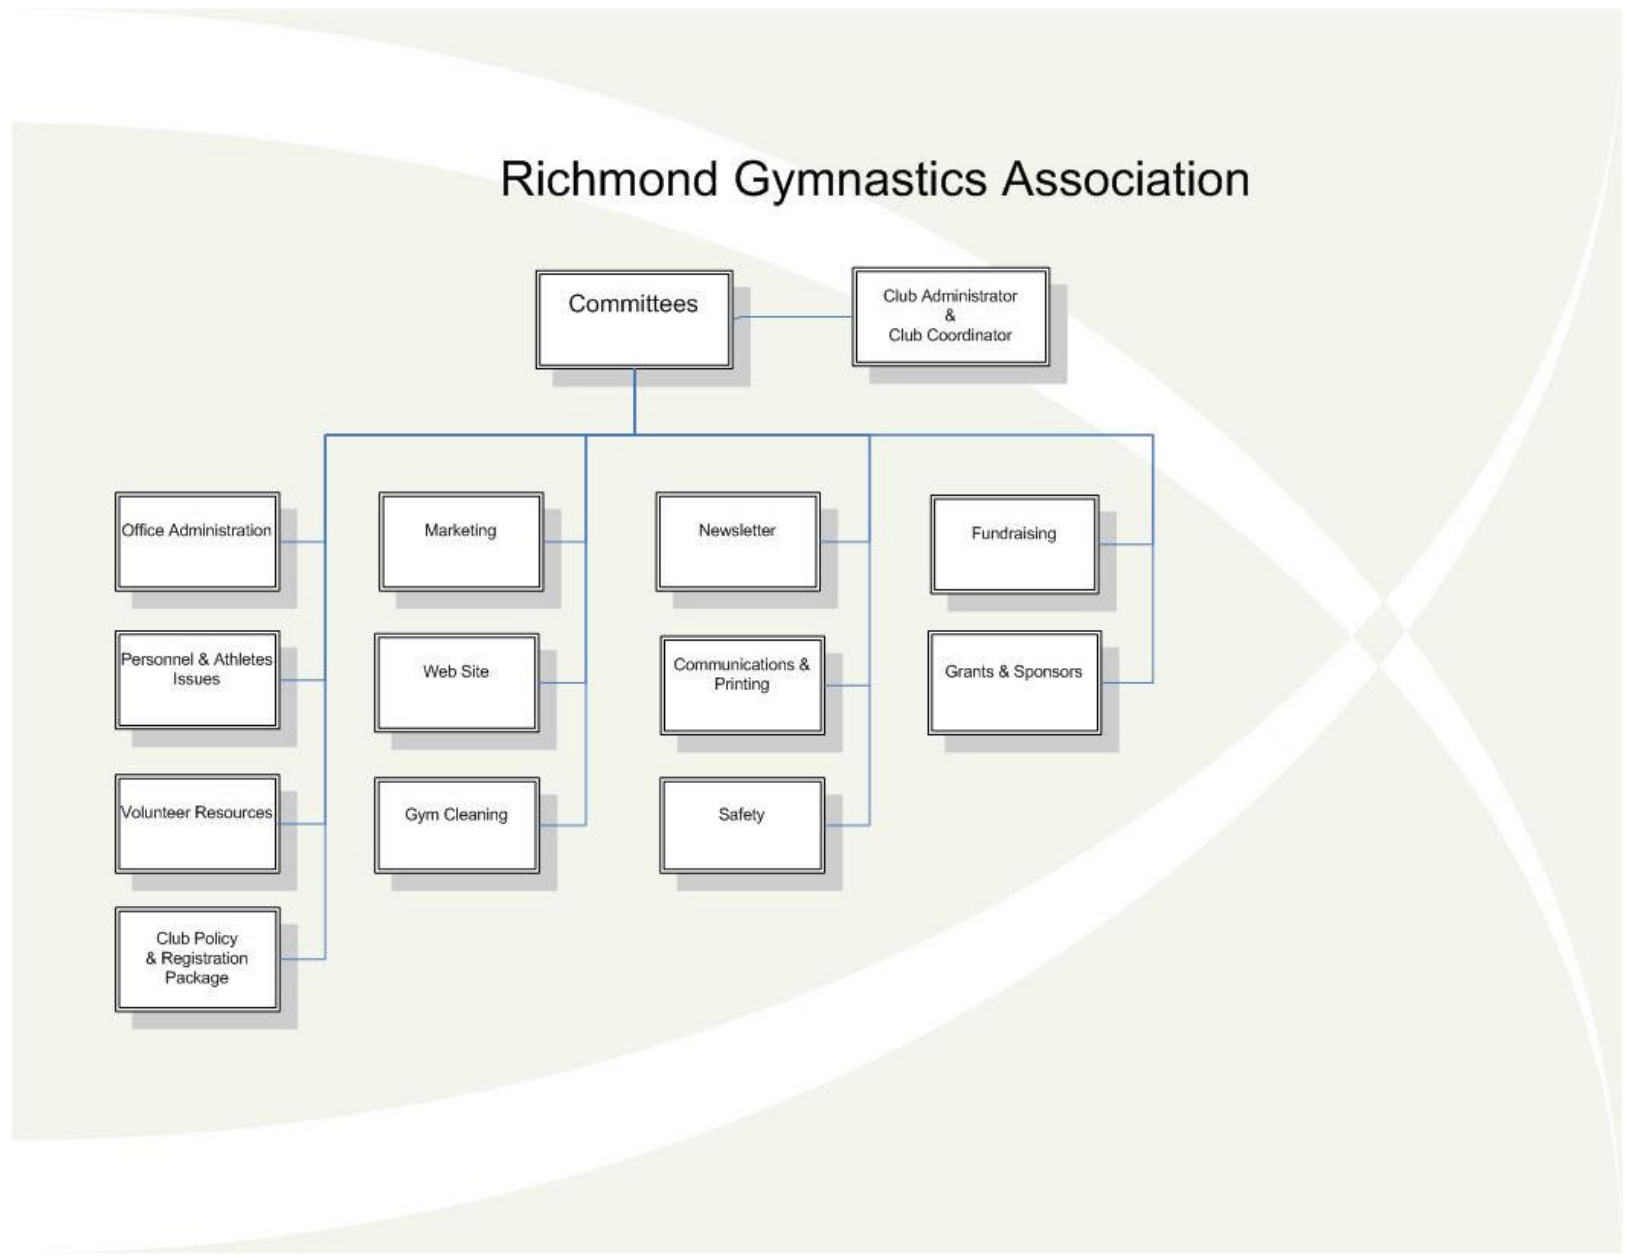 Richmond Gymnastics Association
Committees
Club Administrator
&
Club Coordinator
Office Administration
Marketing
Newsletter
Fundraising
Personnel & Athletes
Issues
Web Site
Communications &
Printing
Grants & Sponsors
Volunteer Resources
Gym Cleaning
Safety
Club Policy
& Registration
Package